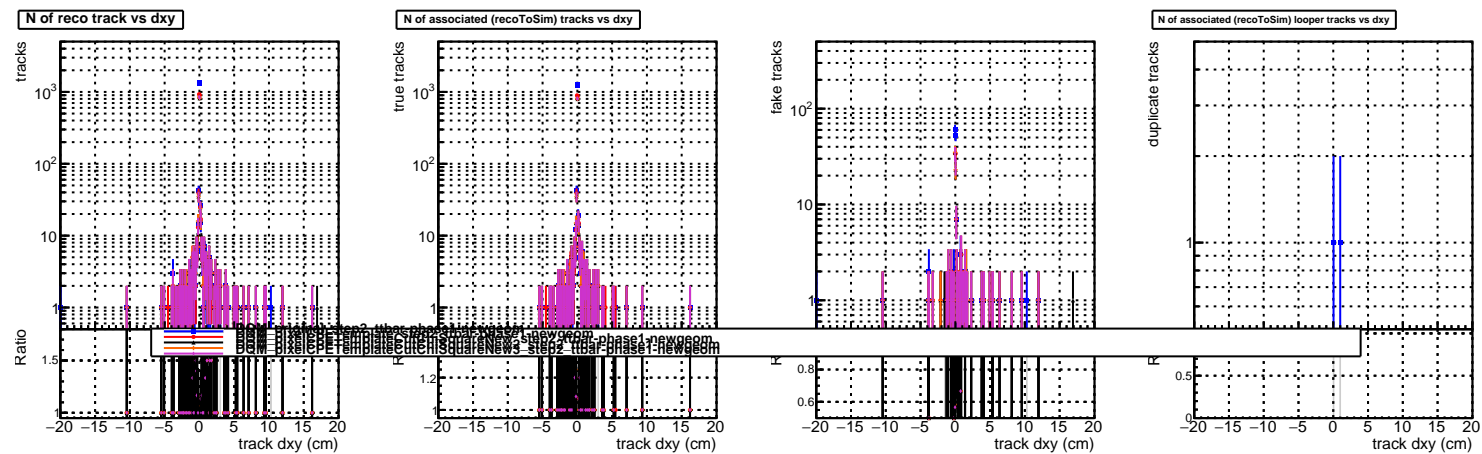 N of reco track vs dxy
tracks
10³
10²
10
1
Ratio
1.5
1
−20 −15 −10 −5 0 5 10 15 20
track dxy (cm)
N of associated (recoToSim) tracks vs dxy
true tracks
10³
10²
10
1
1.2
1
−20 −15 −10 −5 0 5 10 15 20
track dxy (cm)
fake tracks
10²
10
1
0.8
0.6
−20 −15 −10 −5 0 5 10 15 20
track dxy (cm)
N of associated (recoToSim) looper tracks vs dxy
duplicate tracks
1
0.5
0
−20 −15 −10 −5 0 5 10 15 20
track dxy (cm)
DQM_pixelCPETemplateCutChiSquareNew3_step2_ttbar-phase1-newgeom